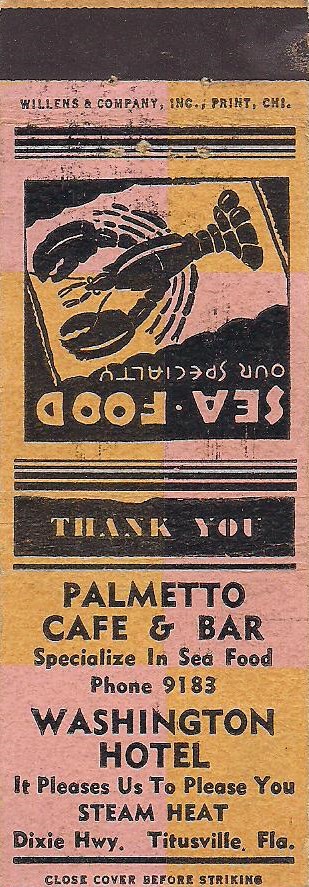 WILLENS & COMPANY, INC., PRINT, CHI.
SEA · FOOD
OUR SPECIALTY
THANK YOU
PALMETTO
CAFE & BAR
Specialize In Sea Food
Phone 9183
WASHINGTON
HOTEL
It Pleases Us To Please You
STEAM HEAT
Dixie Hwy. Titusville, Fla.
CLOSE COVER BEFORE STRIKING